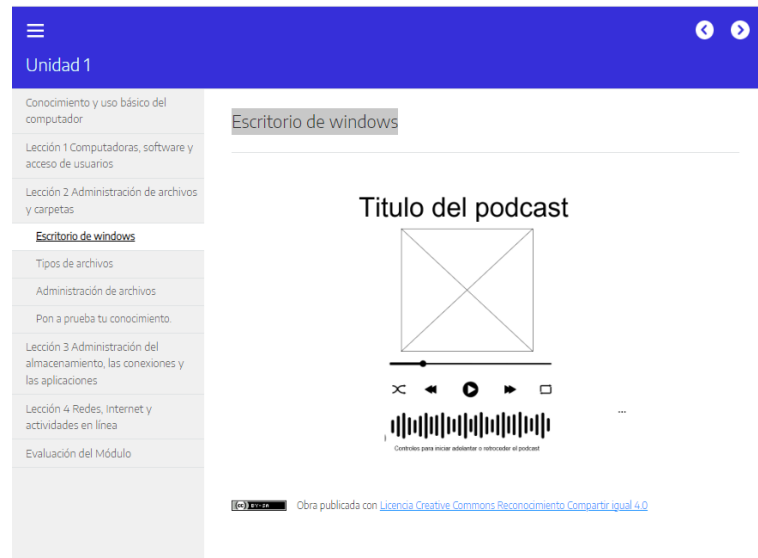 Unidad 1
Conocimiento y uso básico del
computador
Lección 1 Computadoras, software y
acceso de usuarios
Lección 2 Administración de archivos
y carpetas
Escritorio de windows
Tipos de archivos
Administración de archivos
Pon a prueba tu conocimiento.
Lección 3 Administración del
almacenamiento, las conexiones y
las aplicaciones
Lección 4 Redes, Internet y
actividades en línea
Evaluación del Módulo
Escritorio de windows
Titulo del podcast
...
Controles para iniciar adelantar o retroceder el podcast
(cc) BY-SA Obra publicada con Licencia Creative Commons Reconocimiento Compartir igual 4.0